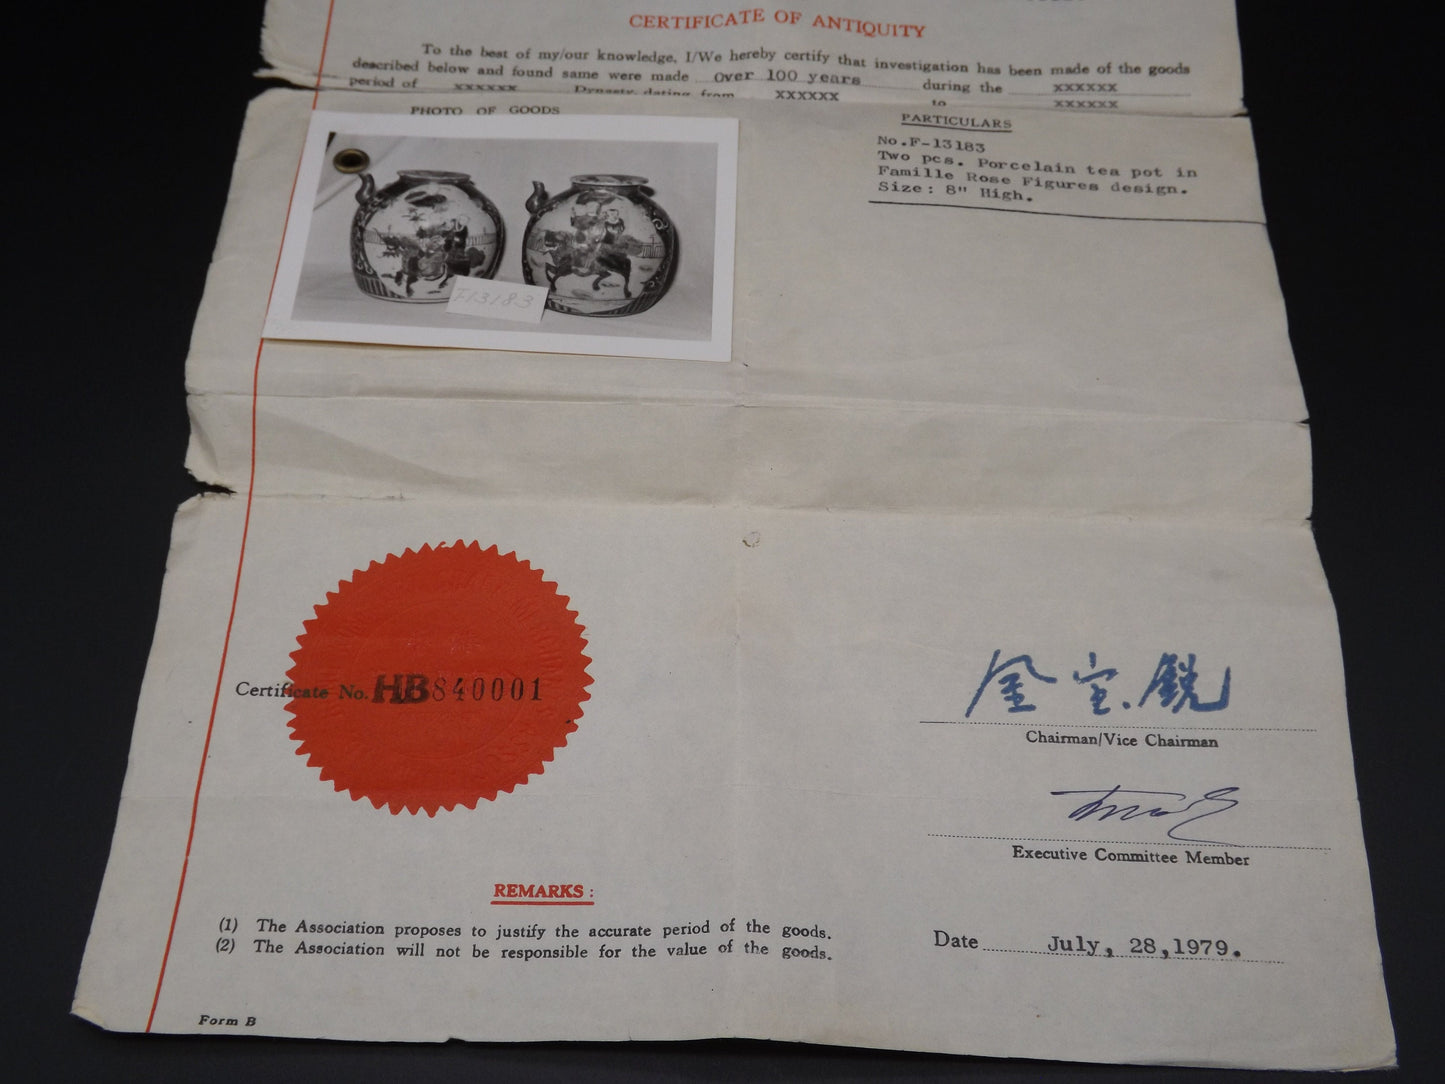 CERTIFICATE OF ANTIQUITY
To the best of my/our knowledge, I/We hereby certify that investigation has been made of the goods
described below and found same were made over 100 years during the xxxxxx
period of xxxxxx Dynasty dating from xxxxxx to xxxxxx
PHOTO OF GOODS
F13183
PARTICULARS
No.F-13183
Two pcs. Porcelain tea pot in
Famille Rose Figures design.
Size: 8" High.
Certificate No. HB840001
Chairman/Vice Chairman
Executive Committee Member
REMARKS :
(1) The Association proposes to justify the accurate period of the goods.
(2) The Association will not be responsible for the value of the goods.
Date July, 28,1979.
Form B